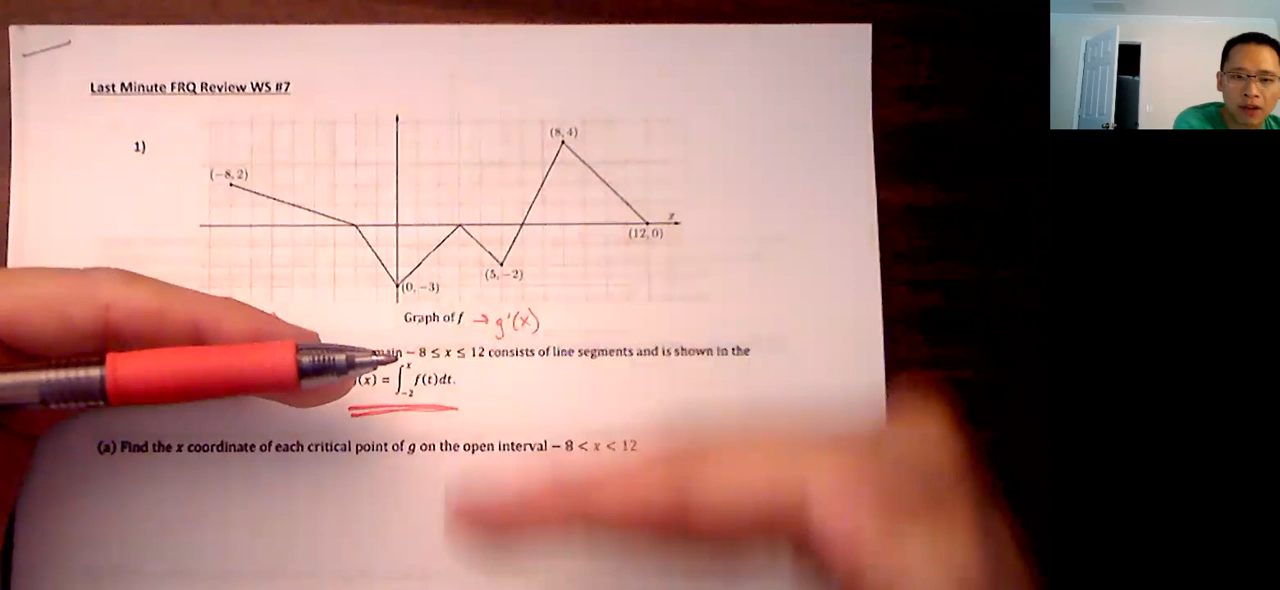 Last Minute FRQ Review WS #7
1)
(8, 4)
(−8, 2)
x
(12, 0)
(5, −2)
(0, −3)
Graph of f → g'(x)
− 8 ≤ x ≤ 12 consists of line segments and is shown in the
(x) = ∫_{-2}^{x} f(t)dt.
(a) Find the x coordinate of each critical point of g on the open interval − 8 < x < 12